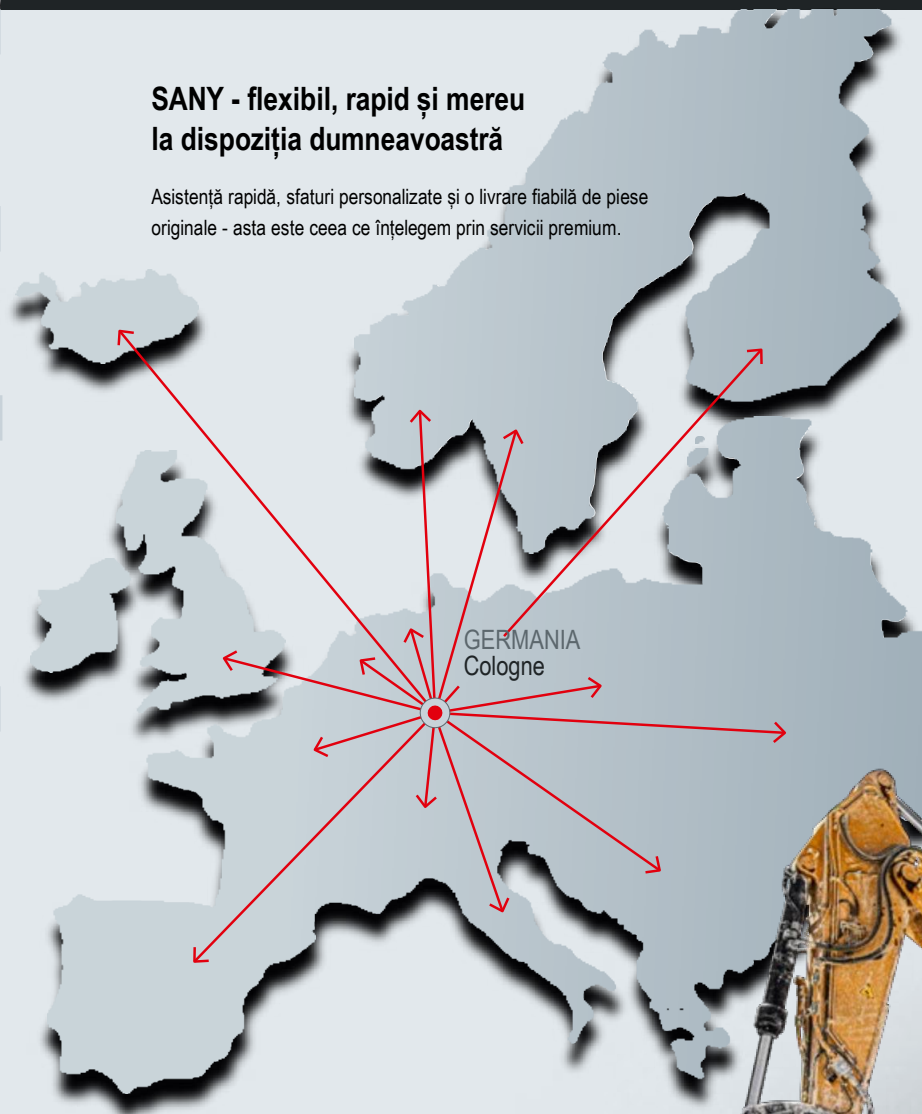 SANY - flexibil, rapid și mereu
la dispoziția dumneavoastră
Asistență rapidă, sfaturi personalizate și o livrare fiabilă de piese
originale - asta este ceea ce înțelegem prin servicii premium.
GERMANIA
Cologne